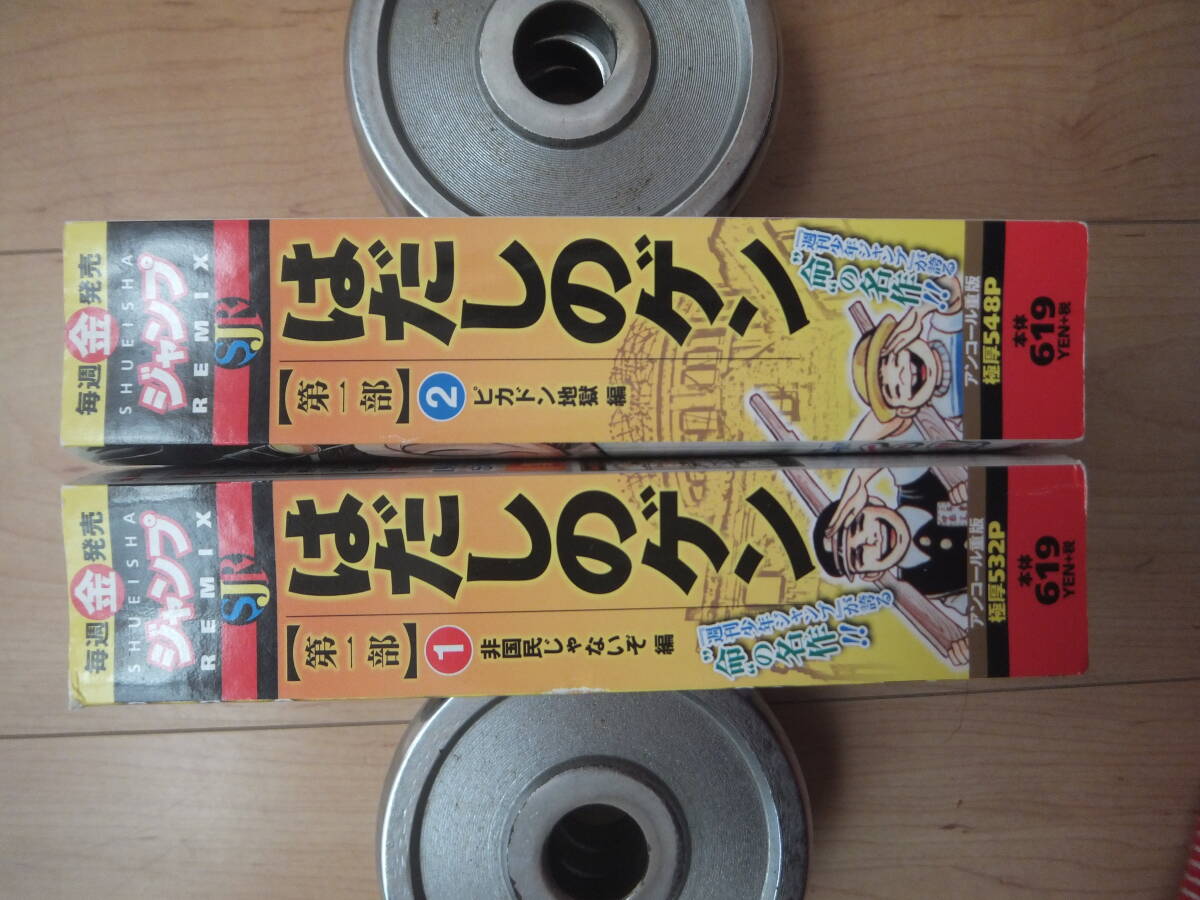 毎週金発売
SHUEISHA
ジャンプ
REMIX
SJR
はだしのゲン
【第一部】
2
ピカドン地獄編
週刊少年ジャンプが誇る
"命"の名作!!
アンコール重版
極厚548P
本体
619
YEN+税
毎週金発売
SHUEISHA
ジャンプ
REMIX
SJR
はだしのゲン
【第一部】
1
非国民じゃないぞ編
週刊少年ジャンプが誇る
"命"の名作!!
アンコール重版
極厚532P
本体
619
YEN+税